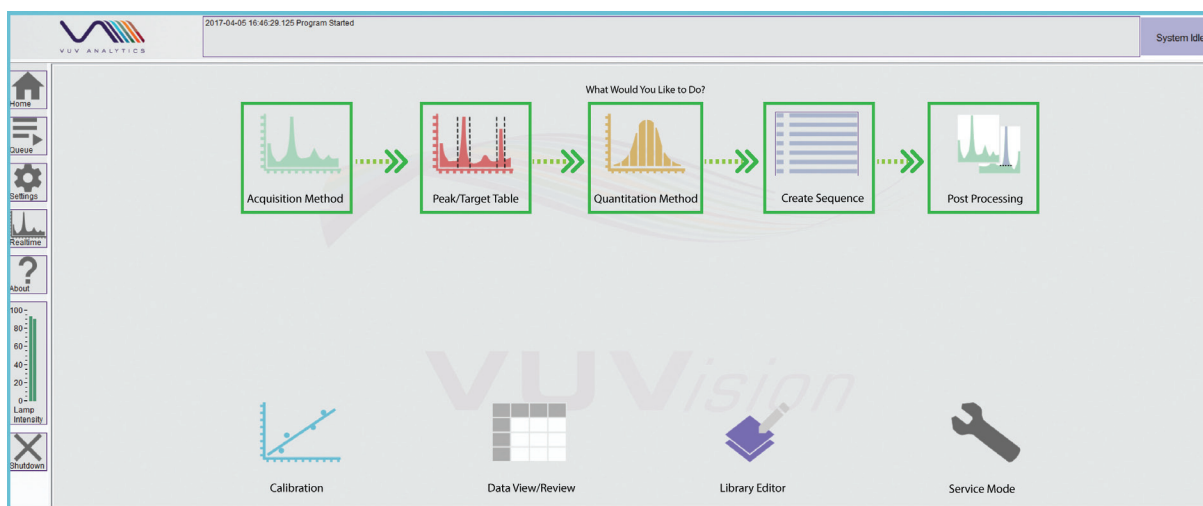 2017-04-05 16:46:29.125 Program Started
VUV ANALYTICS
System Idle
What Would You Like to Do?
Home
Queue
Settings
Realtime
About
100
80
60
40
20
0
Lamp
Intensity
Shutdown
Acquisition Method
Peak/Target Table
Quantitation Method
Create Sequence
Post Processing
VUVision
Calibration
Data View/Review
Library Editor
Service Mode